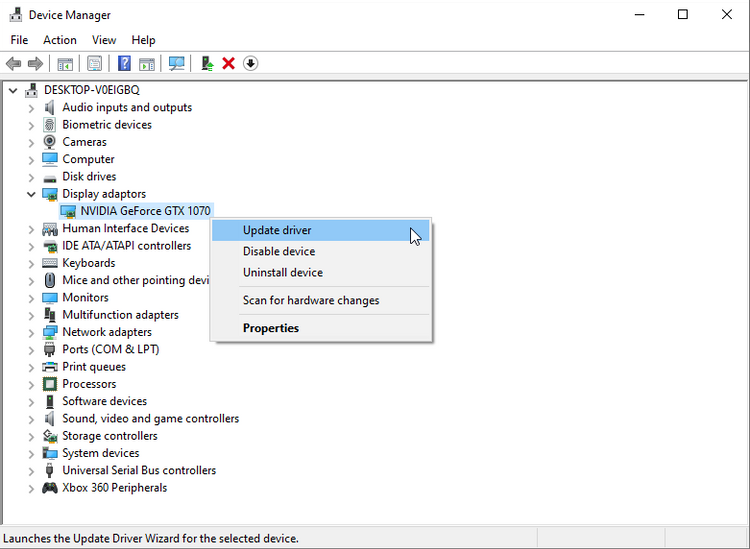 Device Manager
File Action View Help
DESKTOP-V0EIGBQ
Audio inputs and outputs
Biometric devices
Cameras
Computer
Disk drives
Display adaptors
NVIDIA GeForce GTX 1070
Update driver
Disable device
Uninstall device
Scan for hardware changes
Properties
Human Interface Devices
IDE ATA/ATAPI controllers
Keyboards
Mice and other pointing devi
Monitors
Multifunction adapters
Network adapters
Ports (COM & LPT)
Print queues
Processors
Software devices
Sound, video and game controllers
Storage controllers
System devices
Universal Serial Bus controllers
Xbox 360 Peripherals
Launches the Update Driver Wizard for the selected device.